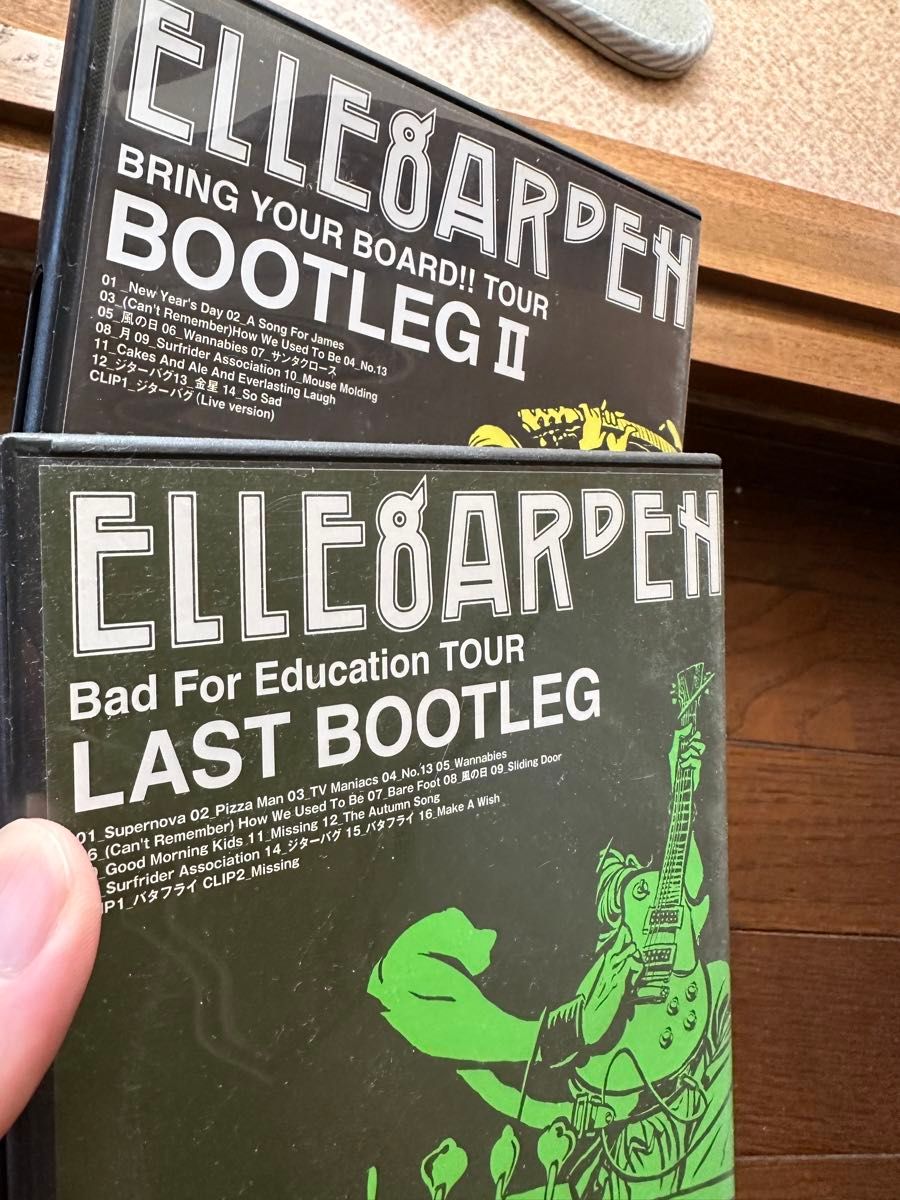 ELLEGARDEN
BRING YOUR BOARD!! TOUR
BOOTLEG II
01_New Year's Day 02_A Song For James
03_(Can't Remember)How We Used To Be 04_No.13
05_風の日 06_Wannabies 07_サンタクロース
08_月 09_Surfrider Association 10_Mouse Molding
11_Cakes And Ale And Everlasting Laugh
12_ジターバグ13_金星 14_So Sad
CLIP1_ジターバグ(Live version)
ELLEGARDEN
Bad For Education TOUR
LAST BOOTLEG
01_Supernova 02_Pizza Man 03_TV Maniacs 04_No.13 05_Wannabies
6_(Can't Remember) How We Used To Be 07_Bare Foot 08_風の日 09_Sliding Door
_Good Morning Kids 11_Missing 12_The Autumn Song
_Surfrider Association 14_ジターバグ 15_バタフライ 16_Make A Wish
IP1_バタフライ CLIP2_Missing